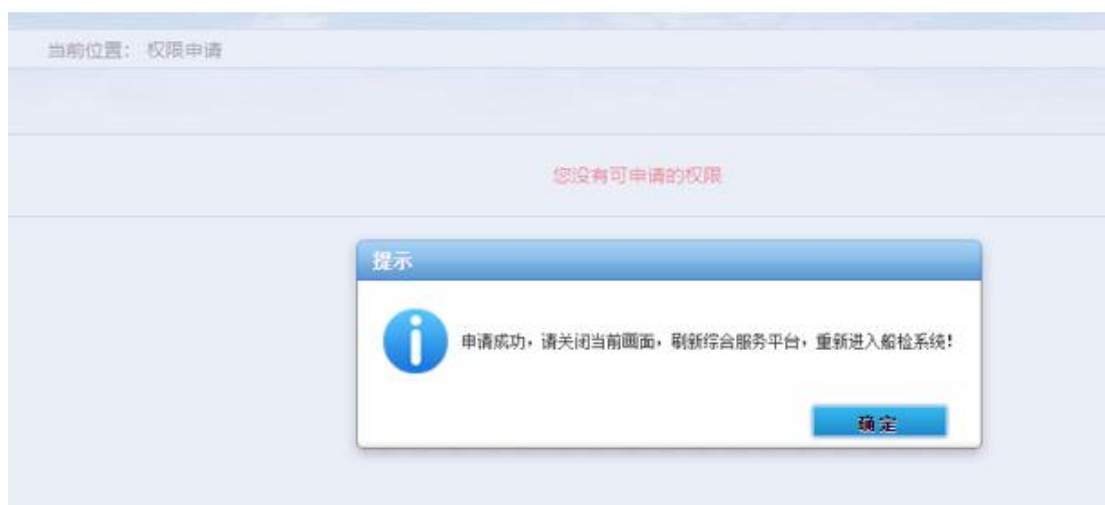 当前位置： 权限申请
您没有可申请的权限
提示
申请成功，请关闭当前画面，刷新综合服务平台，重新进入船检系统！
确定